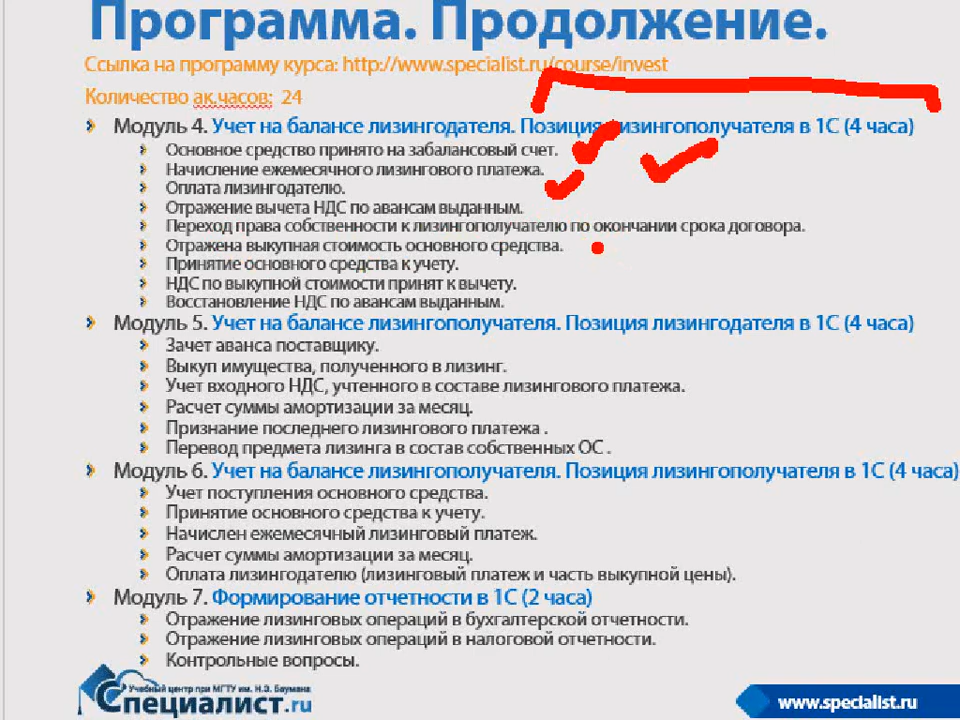 Программа. Продолжение.
Ссылка на программу курса: http://www.specialist.ru/course/invest
Количество ак.часов: 24
Модуль 4. Учет на балансе лизингодателя. Позиция лизингополучателя в 1С (4 часа)
Основное средство принято на забалансовый счет.
Начисление ежемесячного лизингового платежа.
Оплата лизингодателю.
Отражение вычета НДС по авансам выданным.
Переход права собственности к лизингополучателю по окончании срока договора.
Отражена выкупная стоимость основного средства.
Принятие основного средства к учету.
НДС по выкупной стоимости принят к вычету.
Восстановление НДС по авансам выданным.
Модуль 5. Учет на балансе лизингополучателя. Позиция лизингодателя в 1С (4 часа)
Зачет аванса поставщику.
Выкуп имущества, полученного в лизинг.
Учет входного НДС, учтенного в составе лизингового платежа.
Расчет суммы амортизации за месяц.
Признание последнего лизингового платежа .
Перевод предмета лизинга в состав собственных ОС .
Модуль 6. Учет на балансе лизингополучателя. Позиция лизингополучателя в 1С (4 часа)
Учет поступления основного средства.
Принятие основного средства к учету.
Начислен ежемесячный лизинговый платеж.
Расчет суммы амортизации за месяц.
Оплата лизингодателю (лизинговый платеж и часть выкупной цены).
Модуль 7. Формирование отчетности в 1С (2 часа)
Отражение лизинговых операций в бухгалтерской отчетности.
Отражение лизинговых операций в налоговой отчетности.
Контрольные вопросы.
Учебный центр при МГТУ им. Н.Э. Баумана
Специалист.ru
www.specialist.ru